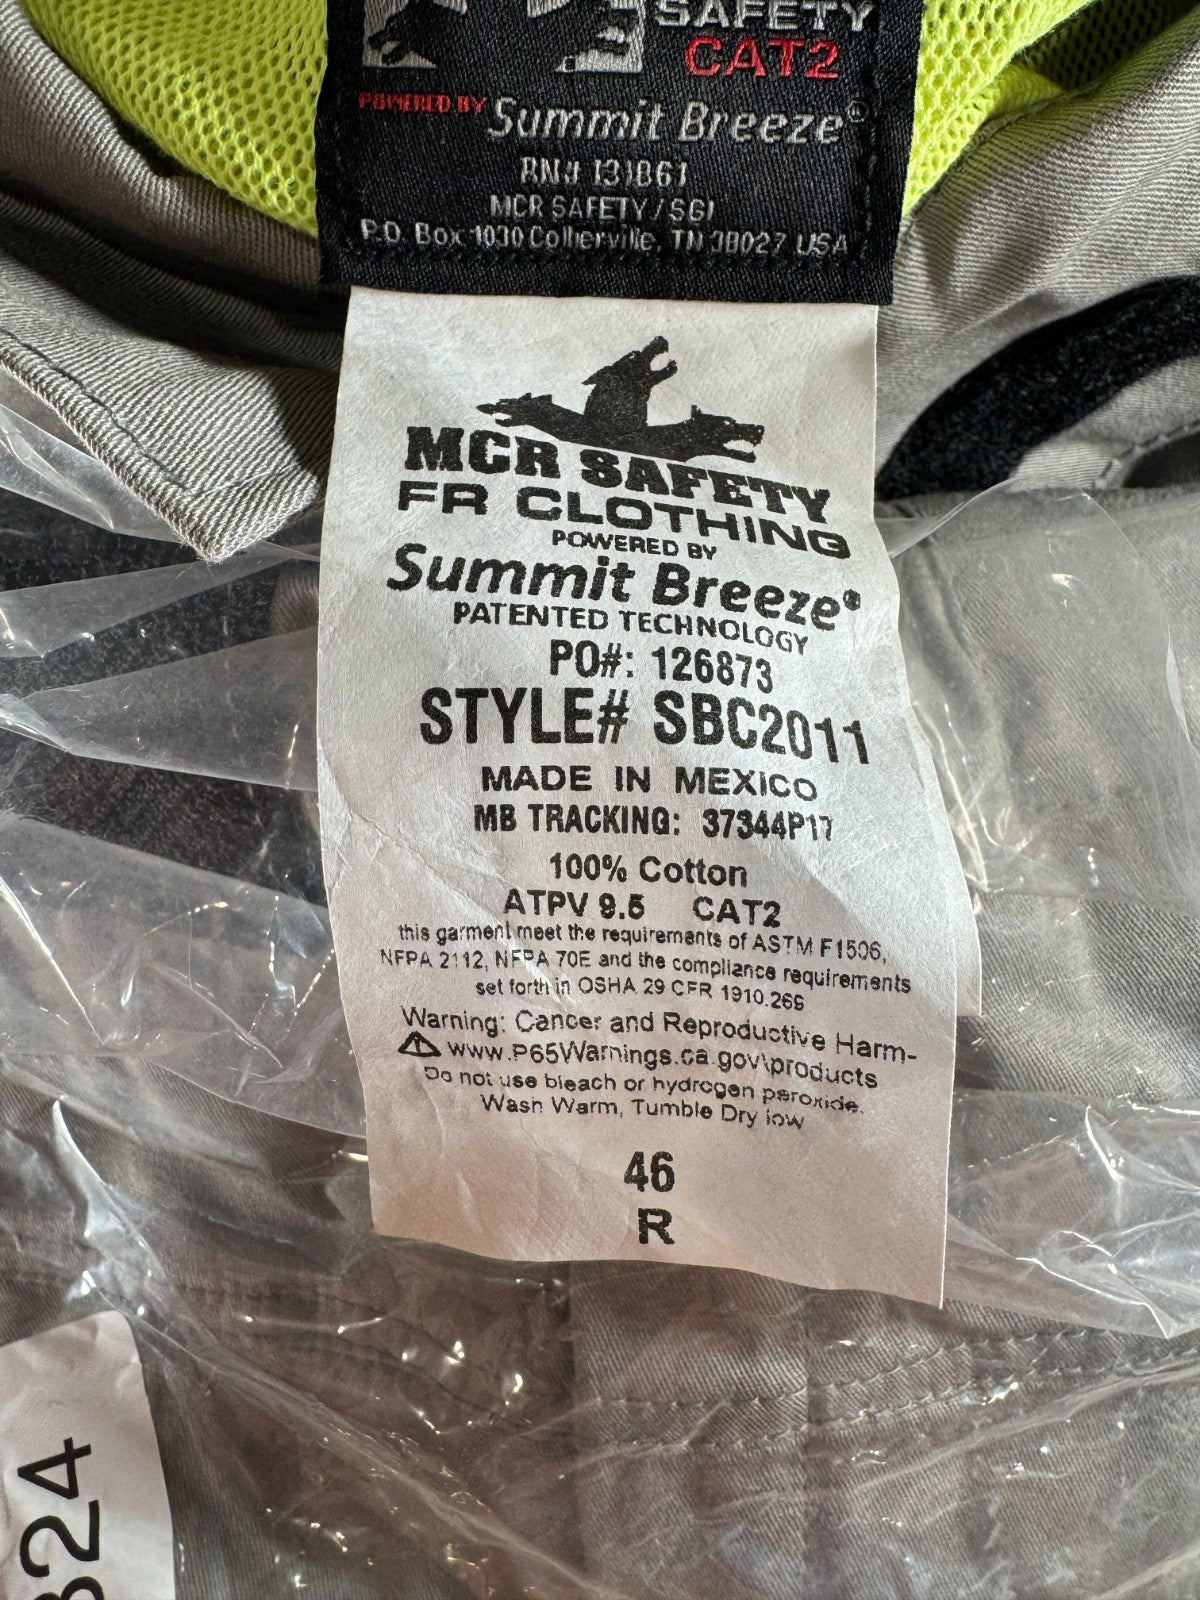 SAFETY
CAT2
POWERED BY Summit Breeze®
RN# 131861
MCR SAFETY / SGI
P.O. Box 1030 Collierville, TN 38027 USA
MCR SAFETY
FR CLOTHING
POWERED BY
Summit Breeze®
PATENTED TECHNOLOGY
PO#: 126873
STYLE# SBC2011
MADE IN MEXICO
MB TRACKING: 37344P17
100% Cotton
ATPV 9.5 CAT2
this garment meet the requirements of ASTM F1506,
NFPA 2112, NFPA 70E and the compliance requirements
set forth in OSHA 29 CFR 1910.269
Warning: Cancer and Reproductive Harm-
⚠ www.P65Warnings.ca.gov\products
Do not use bleach or hydrogen peroxide.
Wash Warm, Tumble Dry low
46
R
324